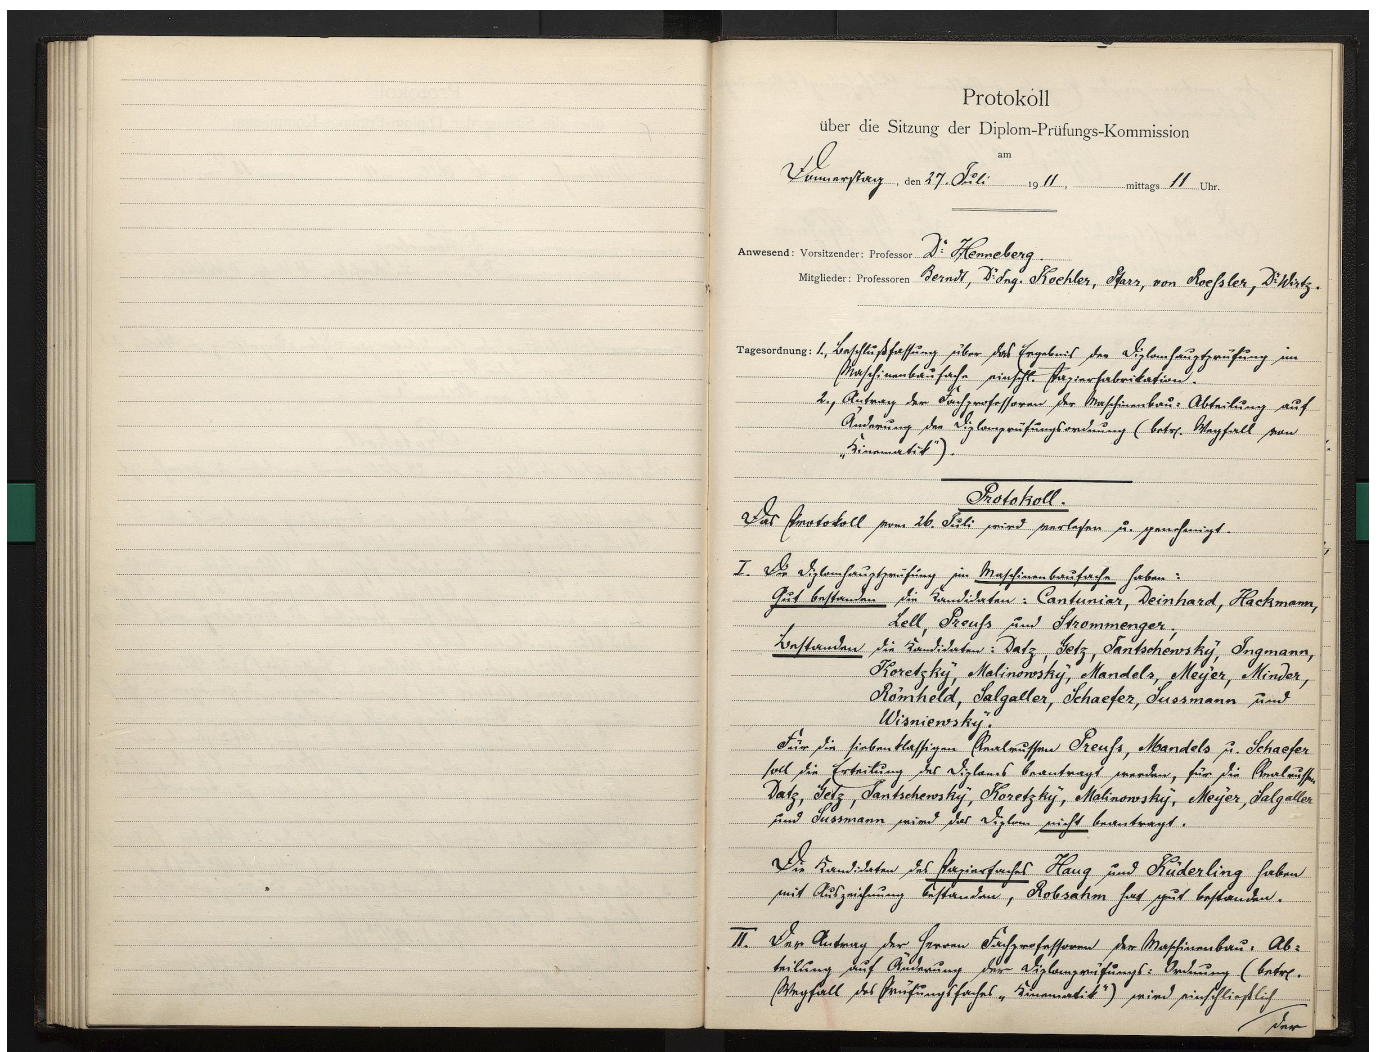 Protokoll
über die Sitzung der Diplom-Prüfungs-Kommission
am
Donnerstag, den 27. Juli 1911, mittags 11 Uhr.
Anwesend: Vorsitzender: Professor Dr. Henneberg.
Mitglieder: Professoren Berndt, Dr. Ing. Koehler, Pfarr, von Roessler, Dr. Wirtz.
Tagesordnung: 1., Beschlußfassung über das Ergebnis der Diplomhauptprüfung im
Maschinenbaufache einschl. Papierfabrikation.
2., Antrag der Fachprofessoren der Maschinenbau-Abteilung auf
Änderung der Diplomprüfungsordnung (betr. Wegfall von
„Kinematik“).
Protokoll.
Das Protokoll vom 26. Juli wird verlesen u. genehmigt.
I. Die Diplomhauptprüfung im Maschinenbaufache haben:
Gut bestanden die Kandidaten: Cantuniar, Deinhard, Hackmann,
Lell, Preuss und Strommenger,
Bestanden die Kandidaten: Datz, Getz, Jantschewsky, Ingmann,
Koretzky, Malinowsky, Mandels, Meyer, Minder,
Römheld, Salgaller, Schaefer, Sussmann und
Wisniewsky.
Für die siebenklassigen Realrussen Preuss, Mandels u. Schaefer
soll die Erteilung des Diploms beantragt werden, für die Realrussen
Datz, Getz, Jantschewsky, Koretzky, Malinowsky, Meyer, Salgaller
und Sussmann wird das Diplom nicht beantragt.
Die Kandidaten des Papierfaches Haug und Küderling haben
mit Auszeichnung bestanden, Robsahm hat gut bestanden.
II. Der Antrag der Herren Fachprofessoren der Maschinenbau-Ab-
teilung auf Änderung der Diplomprüfungs-Ordnung (betr.
Wegfall des Prüfungsfaches „Kinematik“) wird einschließlich
der